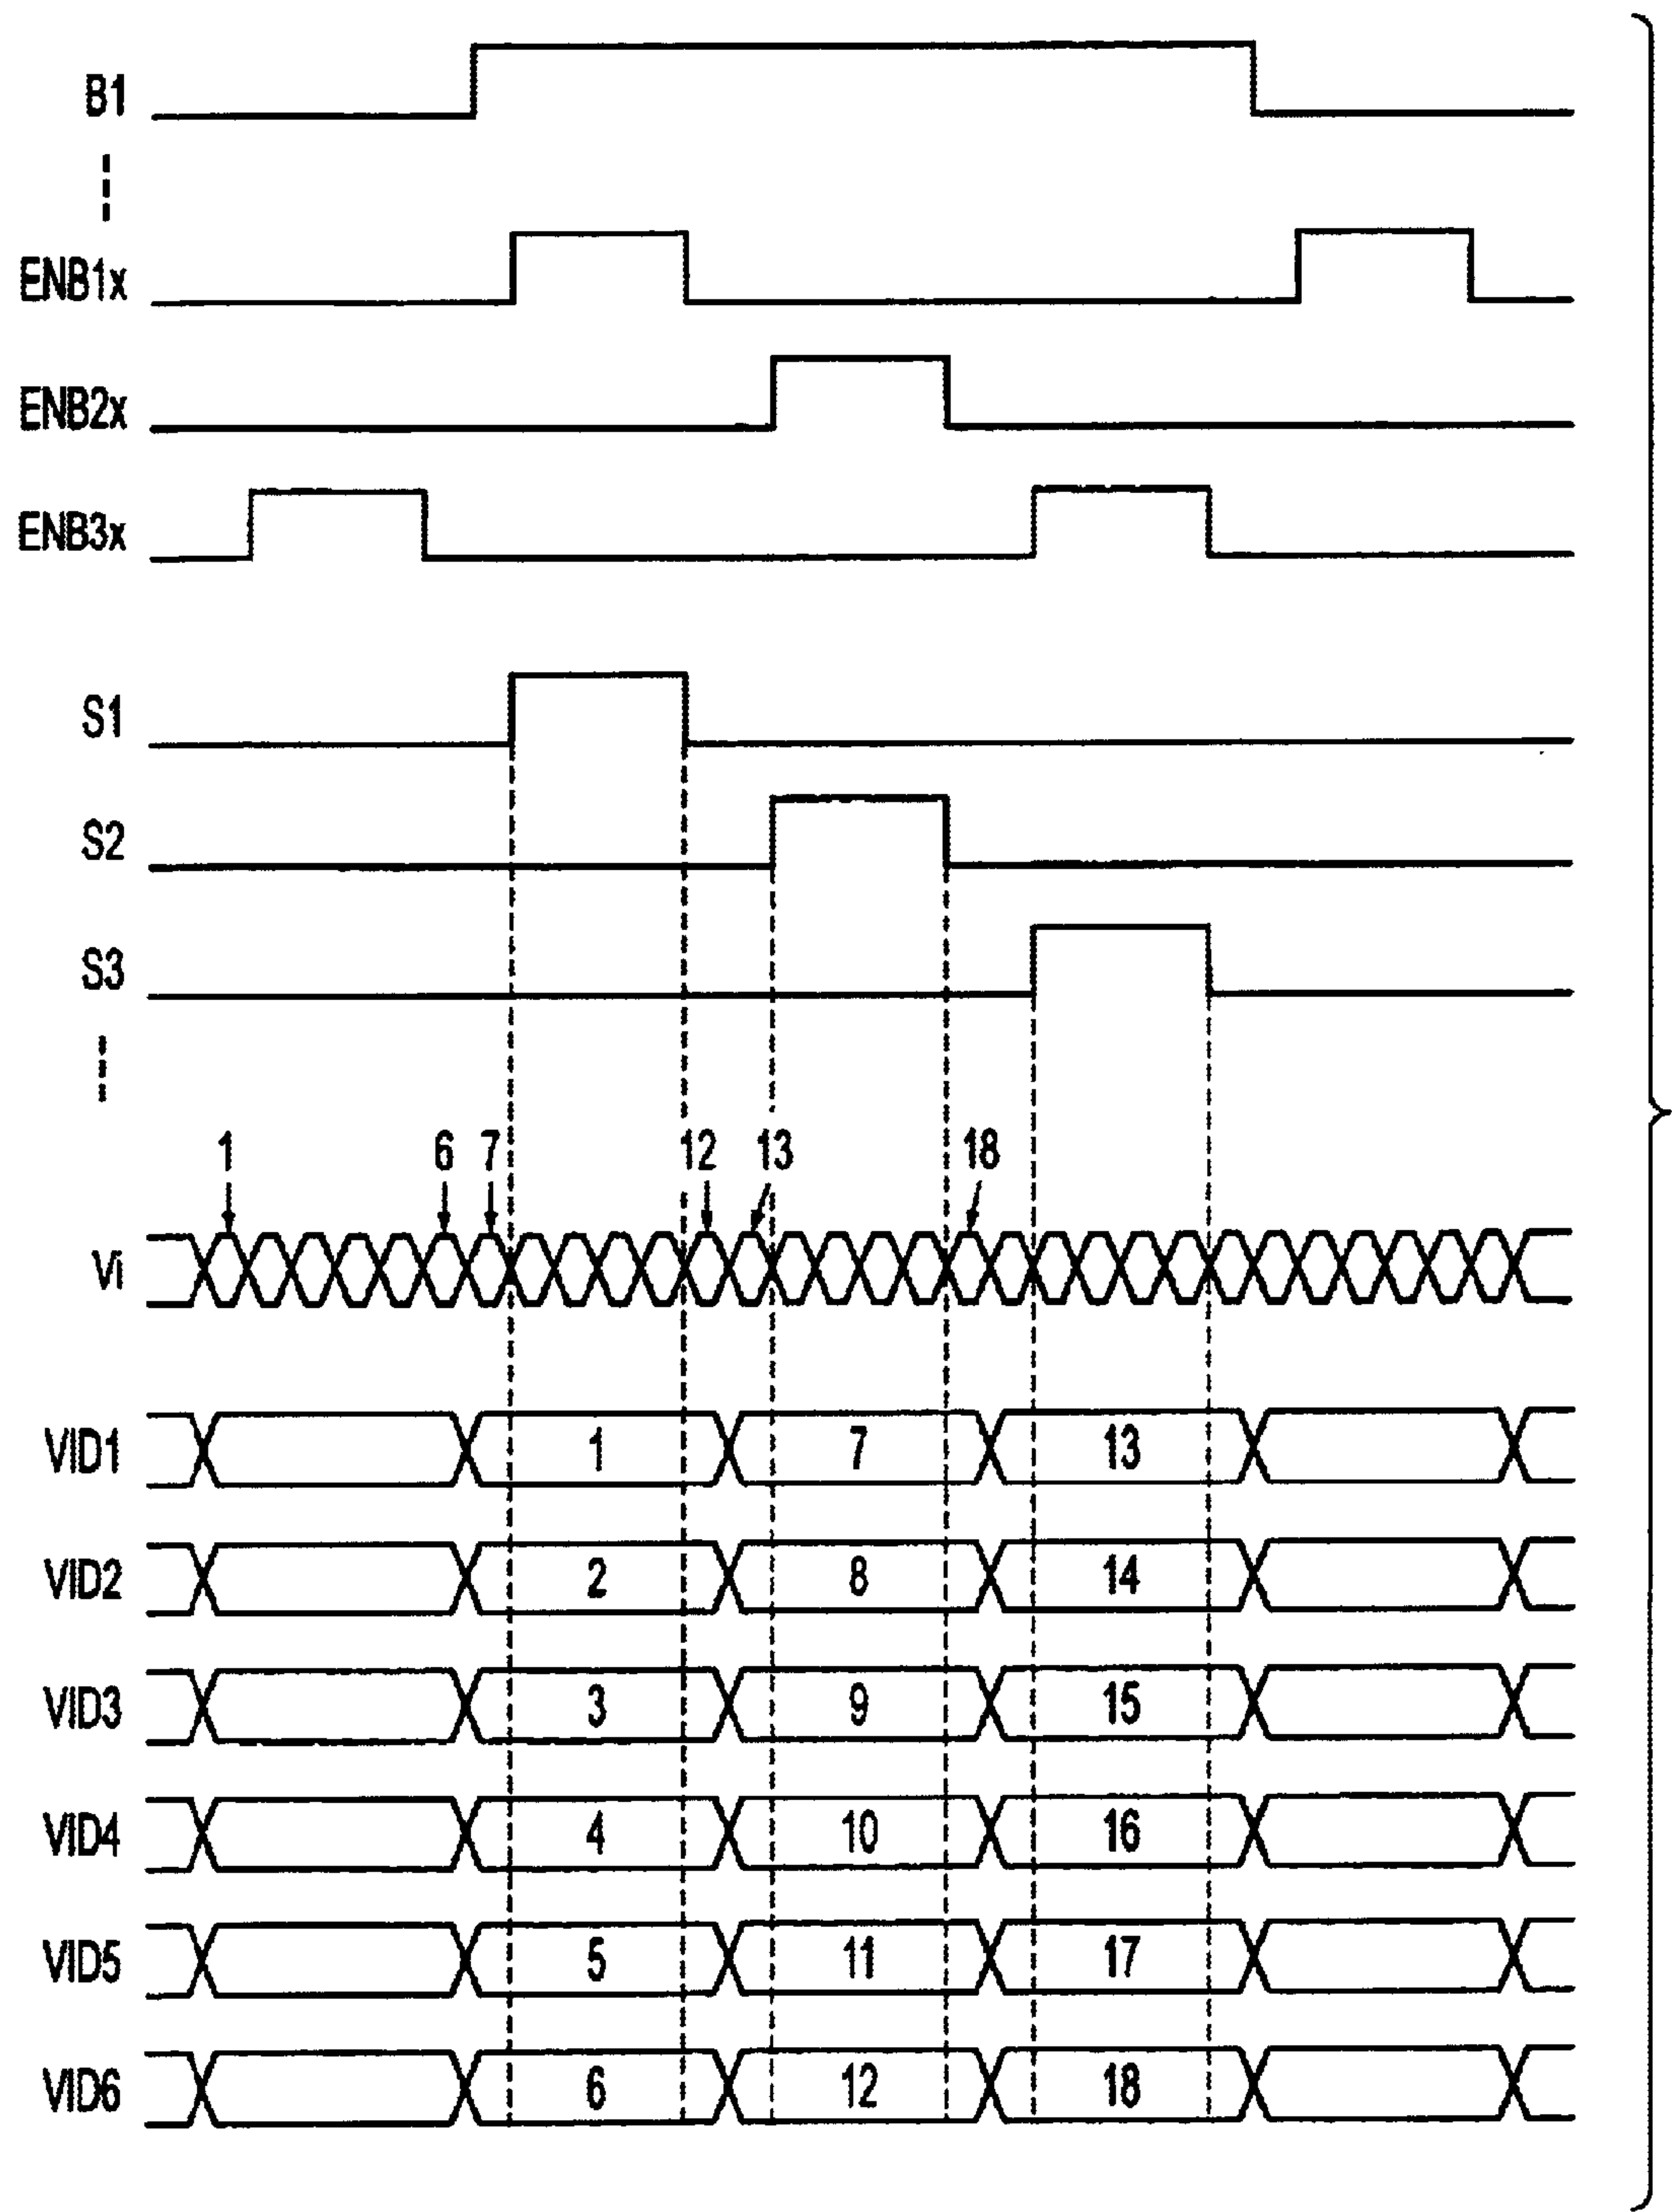 B1
ENB1x
ENB2x
ENB3x
S1
S2
S3
1 6 7 12 13 18
Vi
VID1 1 7 13
VID2 2 8 14
VID3 3 9 15
VID4 4 10 16
VID5 5 11 17
VID6 6 12 18